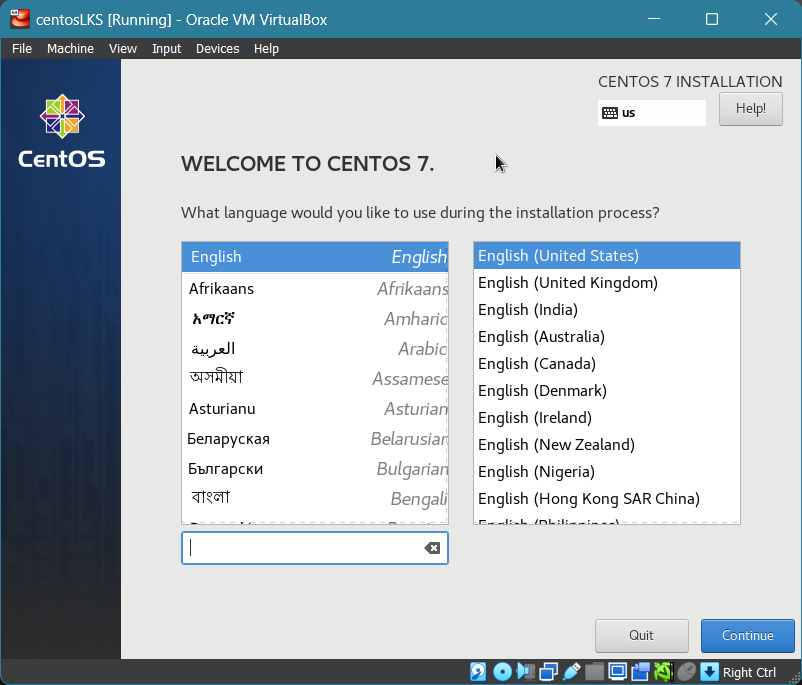 centosLKS [Running] - Oracle VM VirtualBox
File Machine View Input Devices Help
CentOS
CENTOS 7 INSTALLATION
us
Help!
WELCOME TO CENTOS 7.
What language would you like to use during the installation process?
English English
Afrikaans Afrikaans
አማርኛ Amharic
العربية Arabic
অসমীয়া Assamese
Asturianu Asturian
Беларуская Belarusian
Български Bulgarian
বাংলা Bengali
English (United States)
English (United Kingdom)
English (India)
English (Australia)
English (Canada)
English (Denmark)
English (Ireland)
English (New Zealand)
English (Nigeria)
English (Hong Kong SAR China)
English (Philippines)
Quit
Continue
Right Ctrl